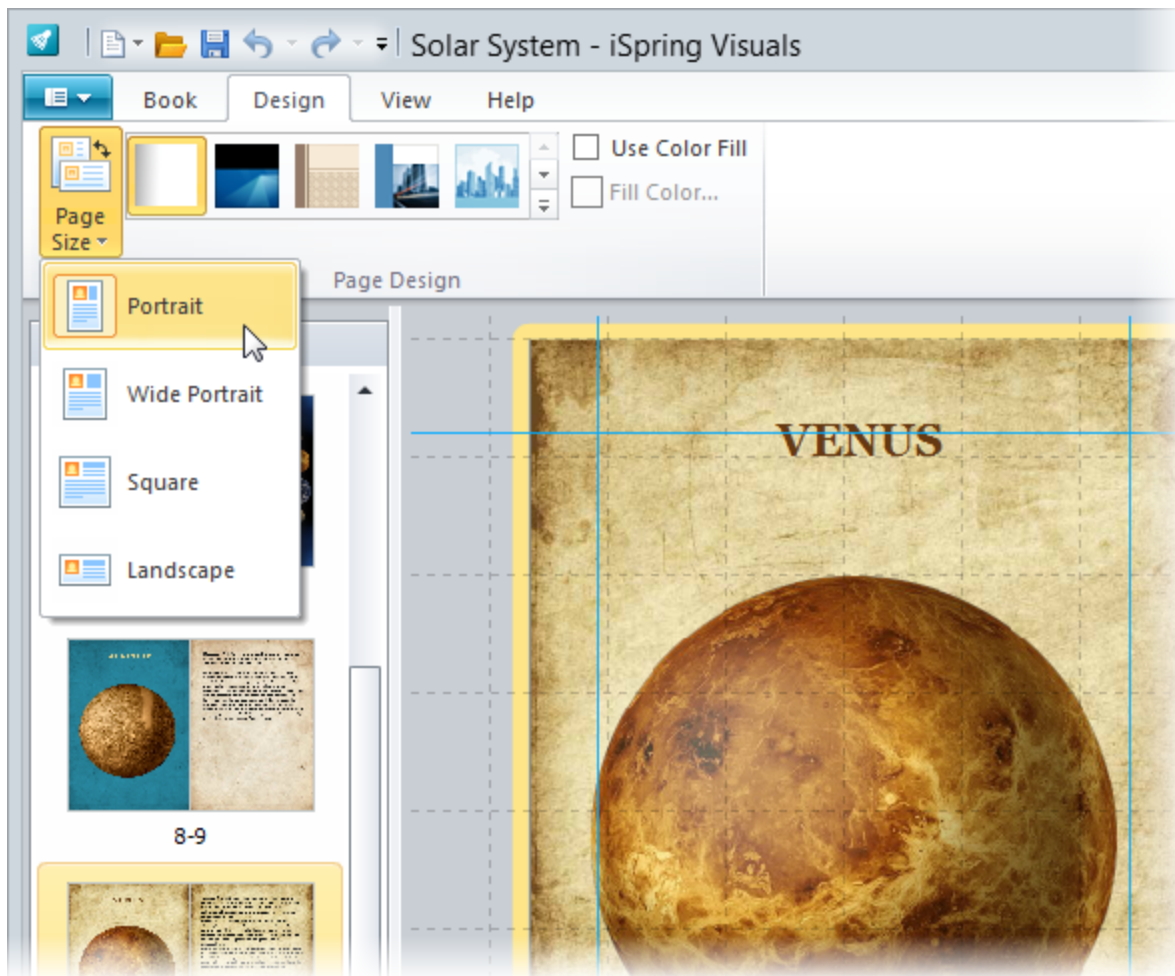 Solar System - iSpring Visuals
Book Design View Help
Use Color Fill
Fill Color...
Page
Size
Page Design
Portrait
Wide Portrait
Square
Landscape
VENUS
8-9